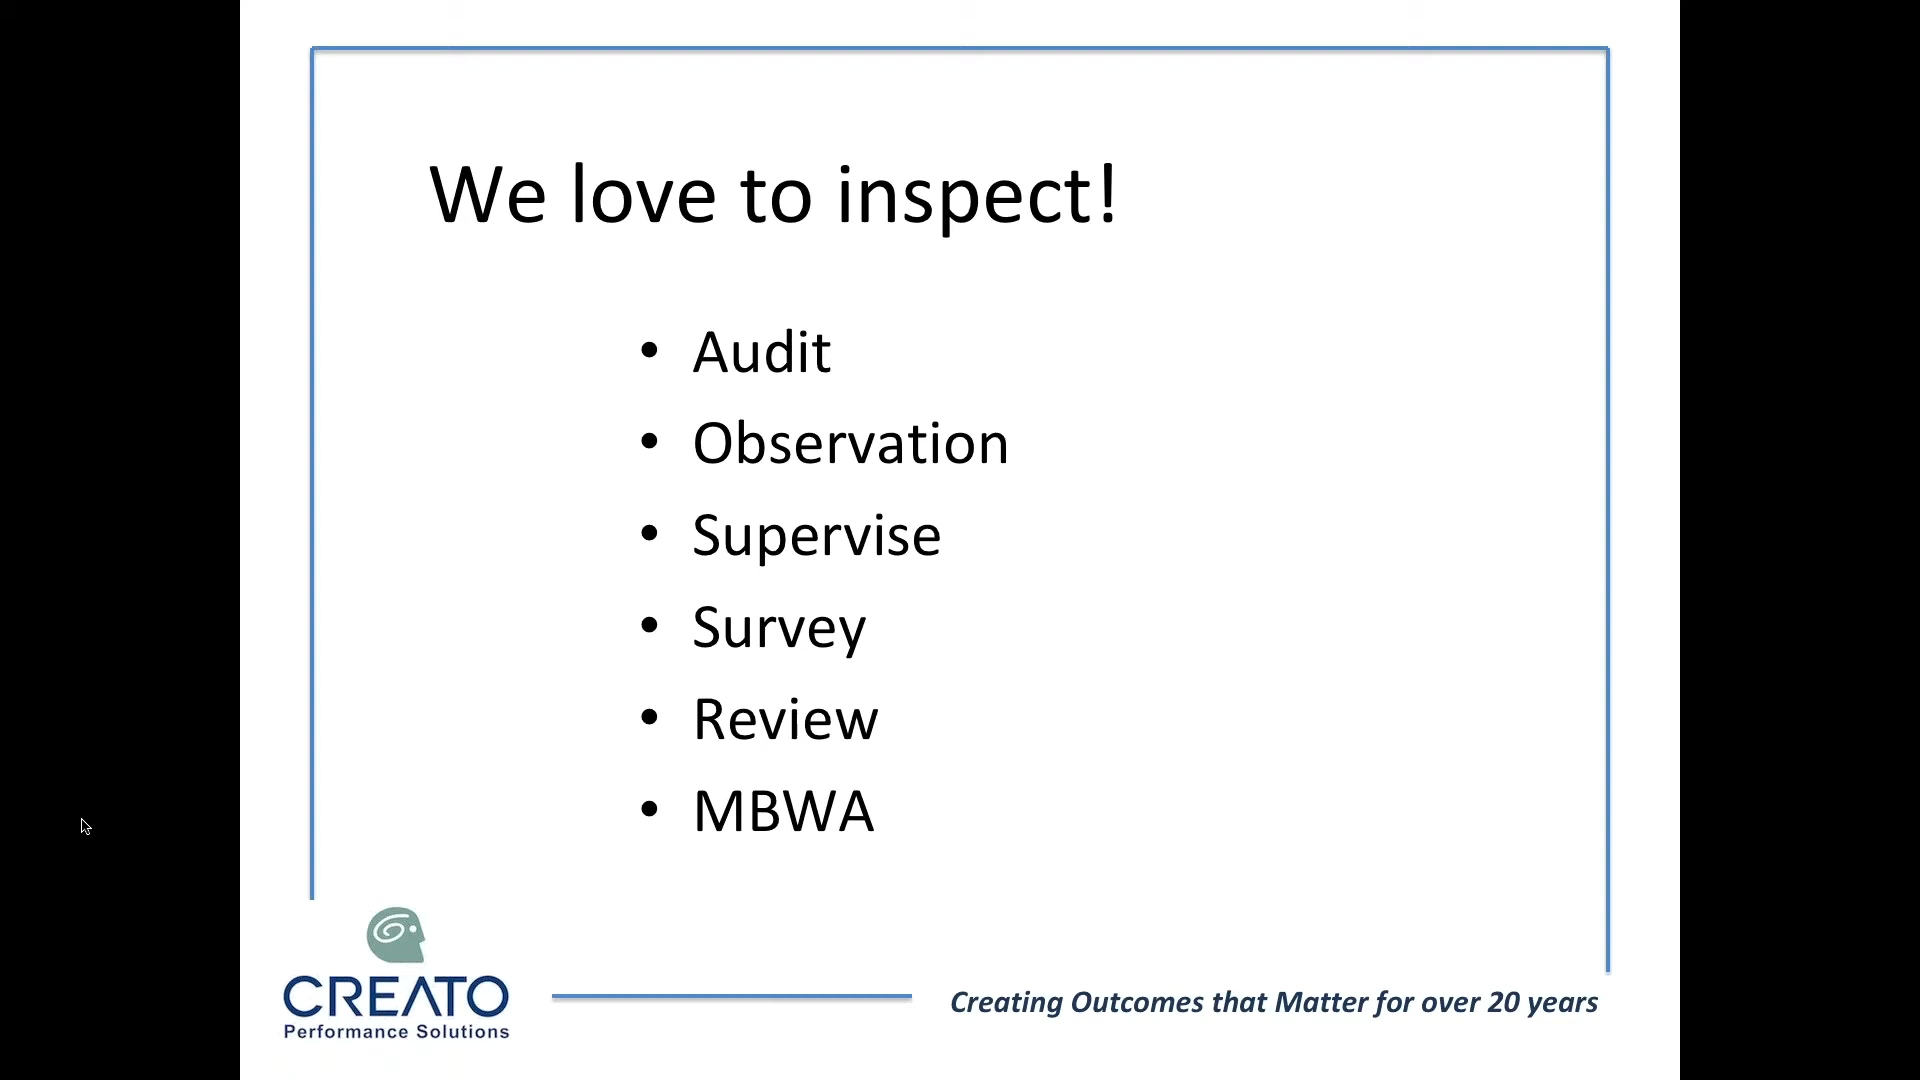 We love to inspect!
• Audit
• Observation
• Supervise
• Survey
• Review
• MBWA
CREATO
Performance Solutions
Creating Outcomes that Matter for over 20 years